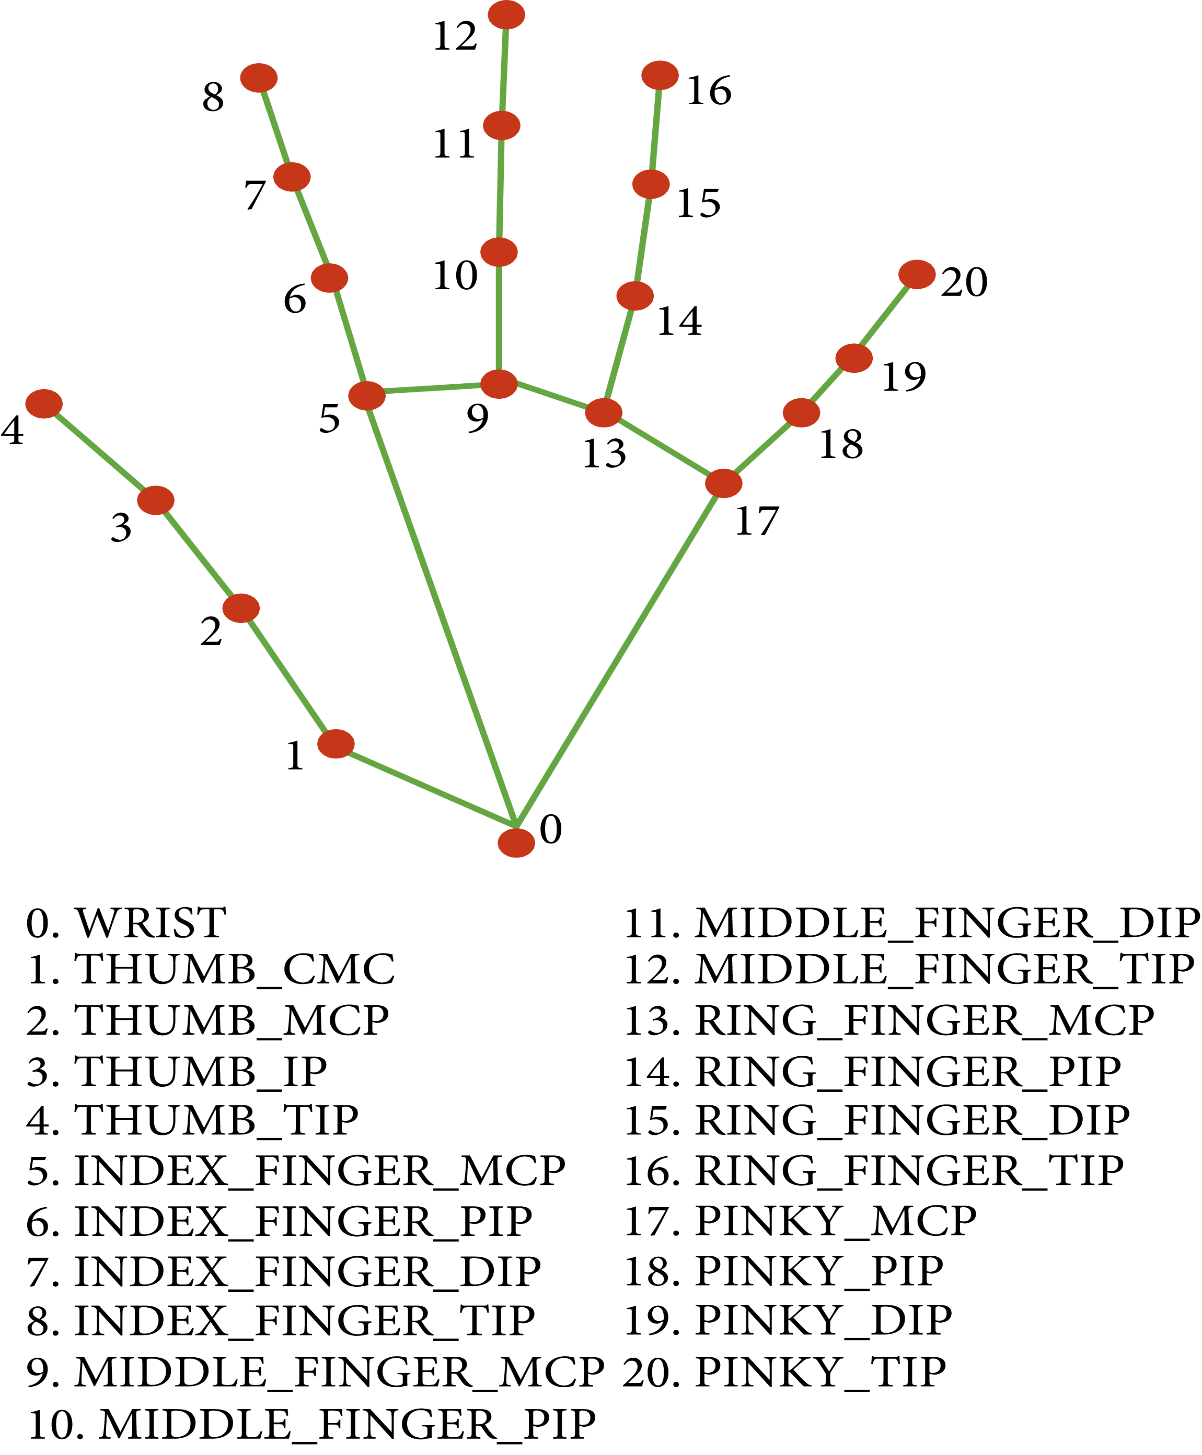 12
8
16
11
7
15
10
20
6
14
19
5
9
4
13
18
3
17
2
1
0
0. WRIST
1. THUMB_CMC
2. THUMB_MCP
3. THUMB_IP
4. THUMB_TIP
5. INDEX_FINGER_MCP
6. INDEX_FINGER_PIP
7. INDEX_FINGER_DIP
8. INDEX_FINGER_TIP
9. MIDDLE_FINGER_MCP
10. MIDDLE_FINGER_PIP
11. MIDDLE_FINGER_DIP
12. MIDDLE_FINGER_TIP
13. RING_FINGER_MCP
14. RING_FINGER_PIP
15. RING_FINGER_DIP
16. RING_FINGER_TIP
17. PINKY_MCP
18. PINKY_PIP
19. PINKY_DIP
20. PINKY_TIP